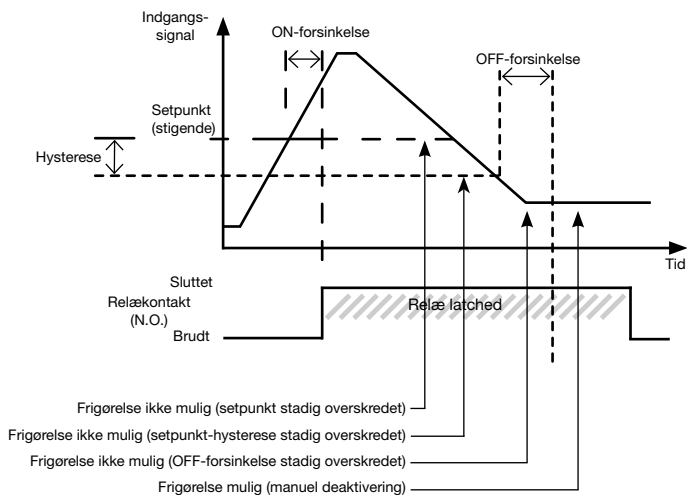 Indgangs-
signal
ON-forsinkelse
OFF-forsinkelse
Setpunkt
(stigende)
Hysterese
Tid
Sluttet
Relækontakt
(N.O.)
Relæ latched
Brudt
Frigørelse ikke mulig (setpunkt stadig overskredet)
Frigørelse ikke mulig (setpunkt-hysterese stadig overskredet)
Frigørelse ikke mulig (OFF-forsinkelse stadig overskredet)
Frigørelse mulig (manuel deaktivering)